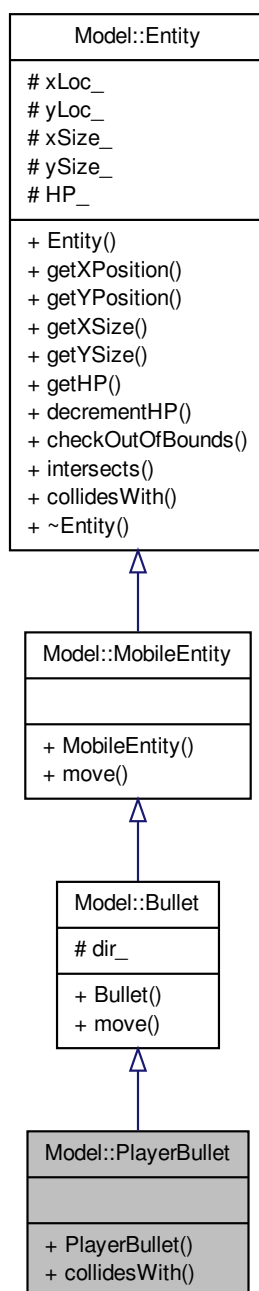 Model::Entity
# xLoc_
# yLoc_
# xSize_
# ySize_
# HP_
+ Entity()
+ getXPosition()
+ getYPosition()
+ getXSize()
+ getYSize()
+ getHP()
+ decrementHP()
+ checkOutOfBounds()
+ intersects()
+ collidesWith()
+ ~Entity()
Model::MobileEntity
+ MobileEntity()
+ move()
Model::Bullet
# dir_
+ Bullet()
+ move()
Model::PlayerBullet
+ PlayerBullet()
+ collidesWith()